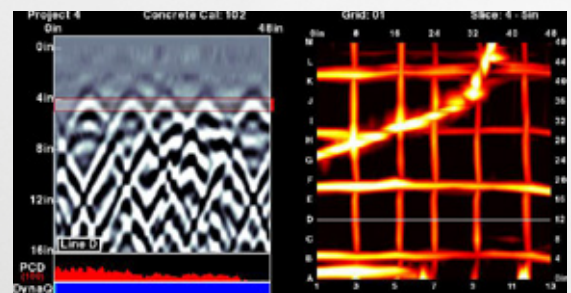 Project 4 Concrete Cal: 102 Grid: 01 Slice: 4 - 5in
0in 48in 0in 8 16 24 32 40 48
0in
4in
8in
12in
16in
Line D
PCD
DynaQ
M
L
K
J
I
H
G
F
E
D
C
B
A
48
44
40
36
32
28
24
20
16
12
8
4
0in
1 3 5 7 9 11 13